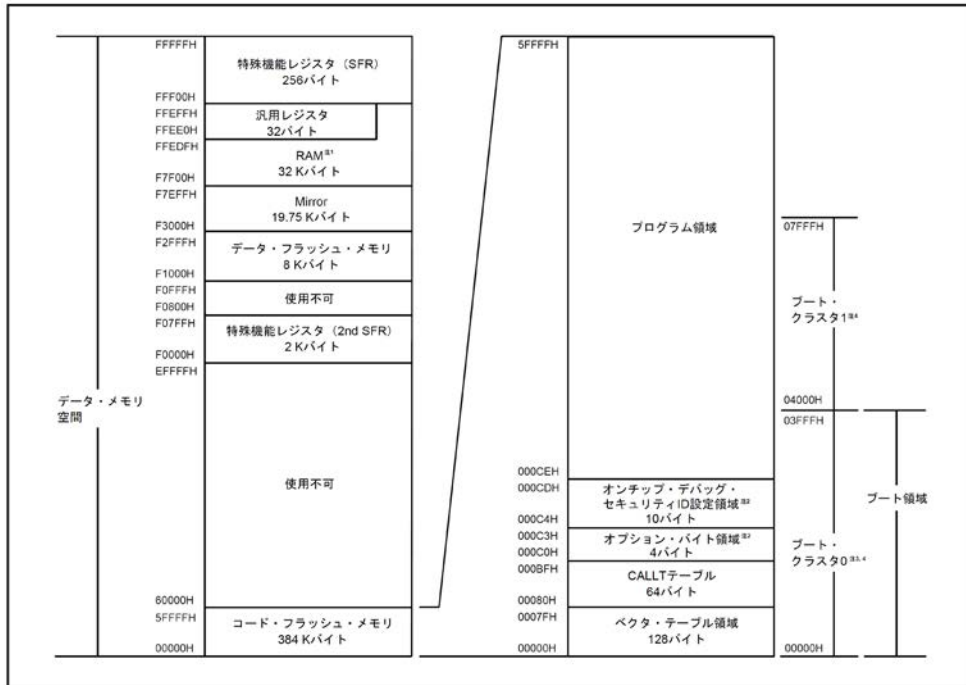 FFFFFH
特殊機能レジスタ (SFR)
256バイト
FFF00H
FFEFFH
汎用レジスタ
32バイト
FFEE0H
FFEDFH
RAM注1
32 Kバイト
F7F00H
F7EFFH
Mirror
19.75 Kバイト
F3000H
F2FFFH
データ・フラッシュ・メモリ
8 Kバイト
F1000H
F0FFFH
使用不可
F0800H
F07FFH
特殊機能レジスタ (2nd SFR)
2 Kバイト
F0000H
EFFFFH
データ・メモリ
空間
使用不可
60000H
5FFFFH
コード・フラッシュ・メモリ
384 Kバイト
00000H
5FFFFH
プログラム領域
000CEH
000CDH
オンチップ・デバッグ・
セキュリティID設定領域
10バイト
000C4H
000C3H
オプション・バイト領域
4バイト
000C0H
000BFH
CALLTテーブル
64バイト
00080H
0007FH
ベクタ・テーブル領域
128バイト
00000H
07FFFH
ブート・
クラスタ1
04000H
03FFFH
ブート・
クラスタ0
00000H
ブート領域